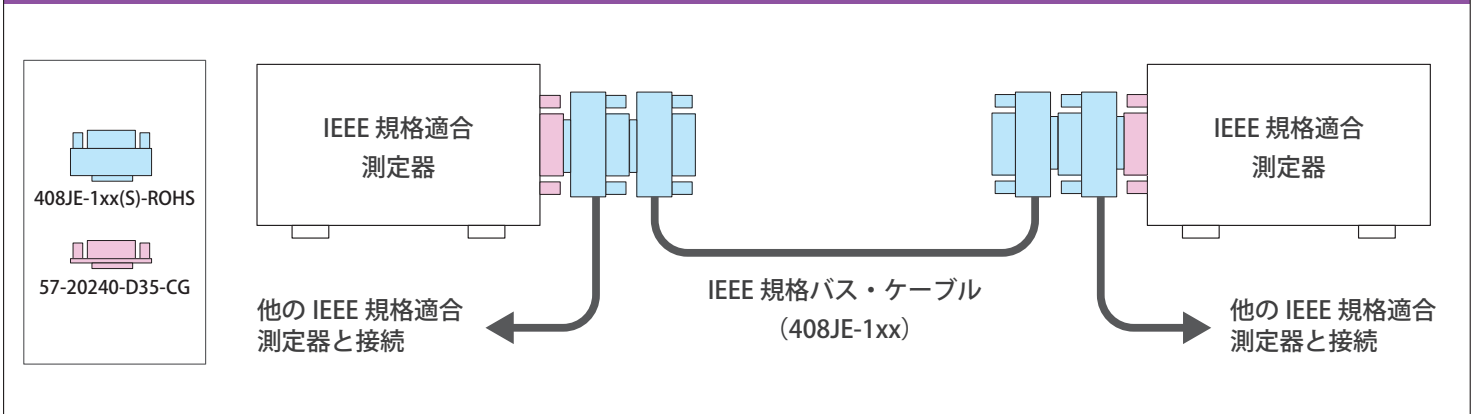 408JE-1xx(S)-ROHS
57-20240-D35-CG
IEEE 規格適合
測定器
他の IEEE 規格適合
測定器と接続
IEEE 規格バス・ケーブル
（408JE-1xx）
IEEE 規格適合
測定器
他の IEEE 規格適合
測定器と接続